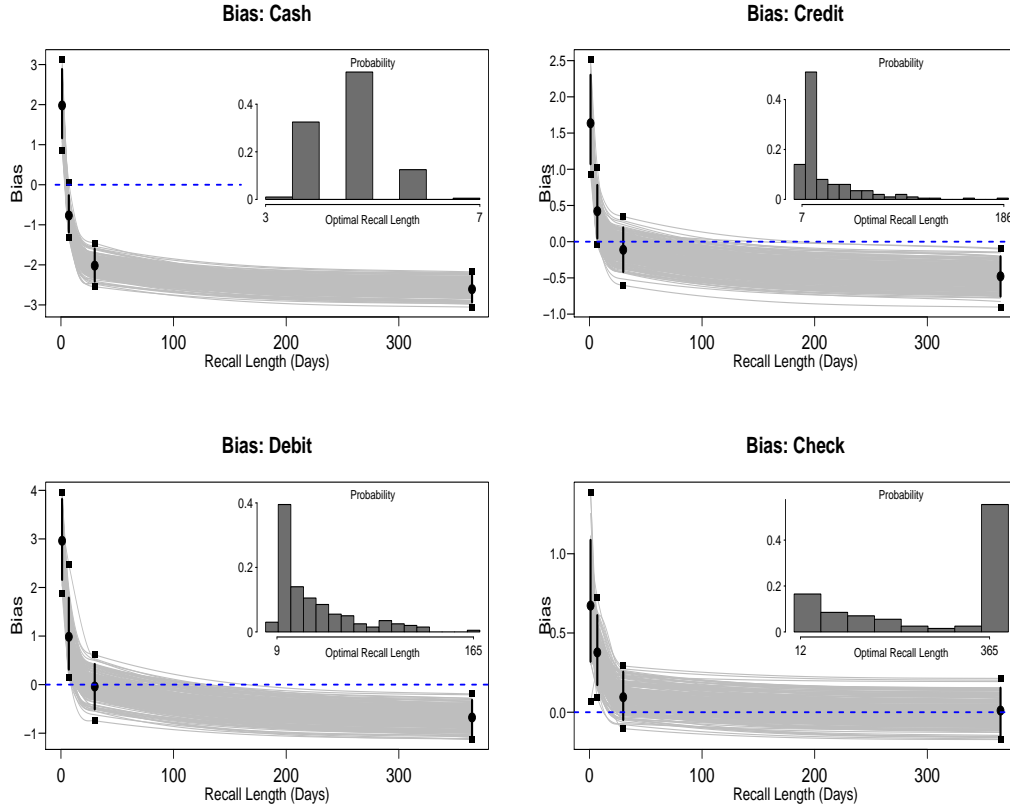 Bias: Cash
Bias
3
2
1
0
−1
−2
−3
Probability
0.4
0.2
0
3 7
Optimal Recall Length
0 100 200 300
Recall Length (Days)
Bias: Credit
Bias
2.5
2.0
1.5
1.0
0.5
0.0
−0.5
−1.0
Probability
0.4
0.2
0
7 186
Optimal Recall Length
0 100 200 300
Recall Length (Days)
Bias: Debit
Bias
4
3
2
1
0
−1
Probability
0.4
0.2
0
9 165
Optimal Recall Length
0 100 200 300
Recall Length (Days)
Bias: Check
Bias
1.0
0.5
0.0
Probability
0.4
0.2
0
12 365
Optimal Recall Length
0 100 200 300
Recall Length (Days)